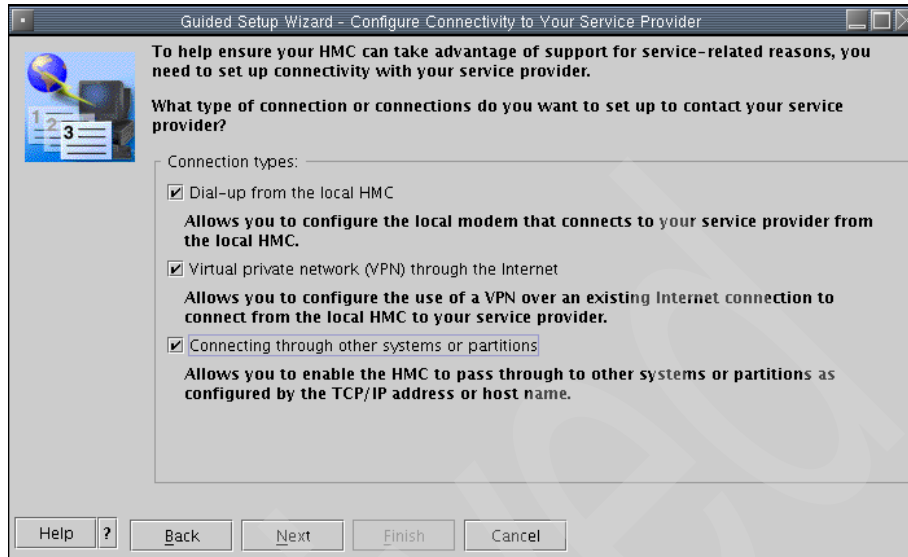 Guided Setup Wizard - Configure Connectivity to Your Service Provider
To help ensure your HMC can take advantage of support for service-related reasons, you
need to set up connectivity with your service provider.
What type of connection or connections do you want to set up to contact your service
provider?
1
2
3
Connection types:
Dial-up from the local HMC
Allows you to configure the local modem that connects to your service provider from
the local HMC.
Virtual private network (VPN) through the Internet
Allows you to configure the use of a VPN over an existing Internet connection to
connect from the local HMC to your service provider.
Connecting through other systems or partitions
Allows you to enable the HMC to pass through to other systems or partitions as
configured by the TCP/IP address or host name.
Help ? Back Next Finish Cancel